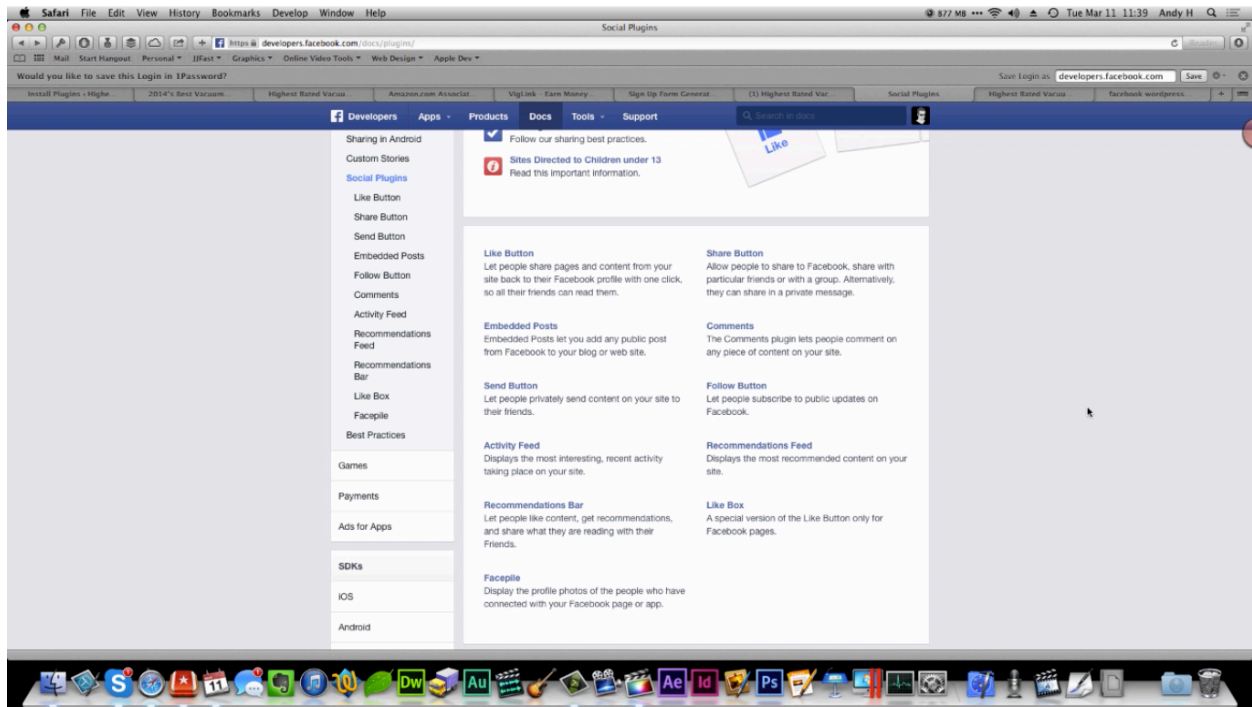 Safari File Edit View History Bookmarks Develop Window Help
877 MB Tue Mar 11 11:39 Andy H
Social Plugins
https developers.facebook.com/docs/plugins/
Reader
Mail Start Hangout Personal JJFast Graphics Online Video Tools Web Design Apple Dev
Would you like to save this Login in 1Password?
Save Login as developers.facebook.com Save
Install Plugins ‹ Highe... 2014's Best Vacuum... Highest Rated Vacuu... Amazon.com Associat... VigLink - Earn Money... Sign Up Form Generat... (1) Highest Rated Vac... Social Plugins Highest Rated Vacuu... facebook wordpress...
Developers Apps Products Docs Tools Support
Search in docs
Sharing in Android
Custom Stories
Social Plugins
Like Button
Share Button
Send Button
Embedded Posts
Follow Button
Comments
Activity Feed
Recommendations
Feed
Recommendations
Bar
Like Box
Facepile
Best Practices
Games
Payments
Ads for Apps
SDKs
iOS
Android
Follow our sharing best practices.
Sites Directed to Children under 13
Read this important information.
Like
Like Button
Let people share pages and content from your
site back to their Facebook profile with one click,
so all their friends can read them.
Share Button
Allow people to share to Facebook, share with
particular friends or with a group. Alternatively,
they can share in a private message.
Embedded Posts
Embedded Posts let you add any public post
from Facebook to your blog or web site.
Comments
The Comments plugin lets people comment on
any piece of content on your site.
Send Button
Let people privately send content on your site to
their friends.
Follow Button
Let people subscribe to public updates on
Facebook.
Activity Feed
Displays the most interesting, recent activity
taking place on your site.
Recommendations Feed
Displays the most recommended content on your
site.
Recommendations Bar
Let people like content, get recommendations,
and share what they are reading with their
Friends.
Like Box
A special version of the Like Button only for
Facebook pages.
Facepile
Display the profile photos of the people who have
connected with your Facebook page or app.
11 Dw Au Ae Id Ps